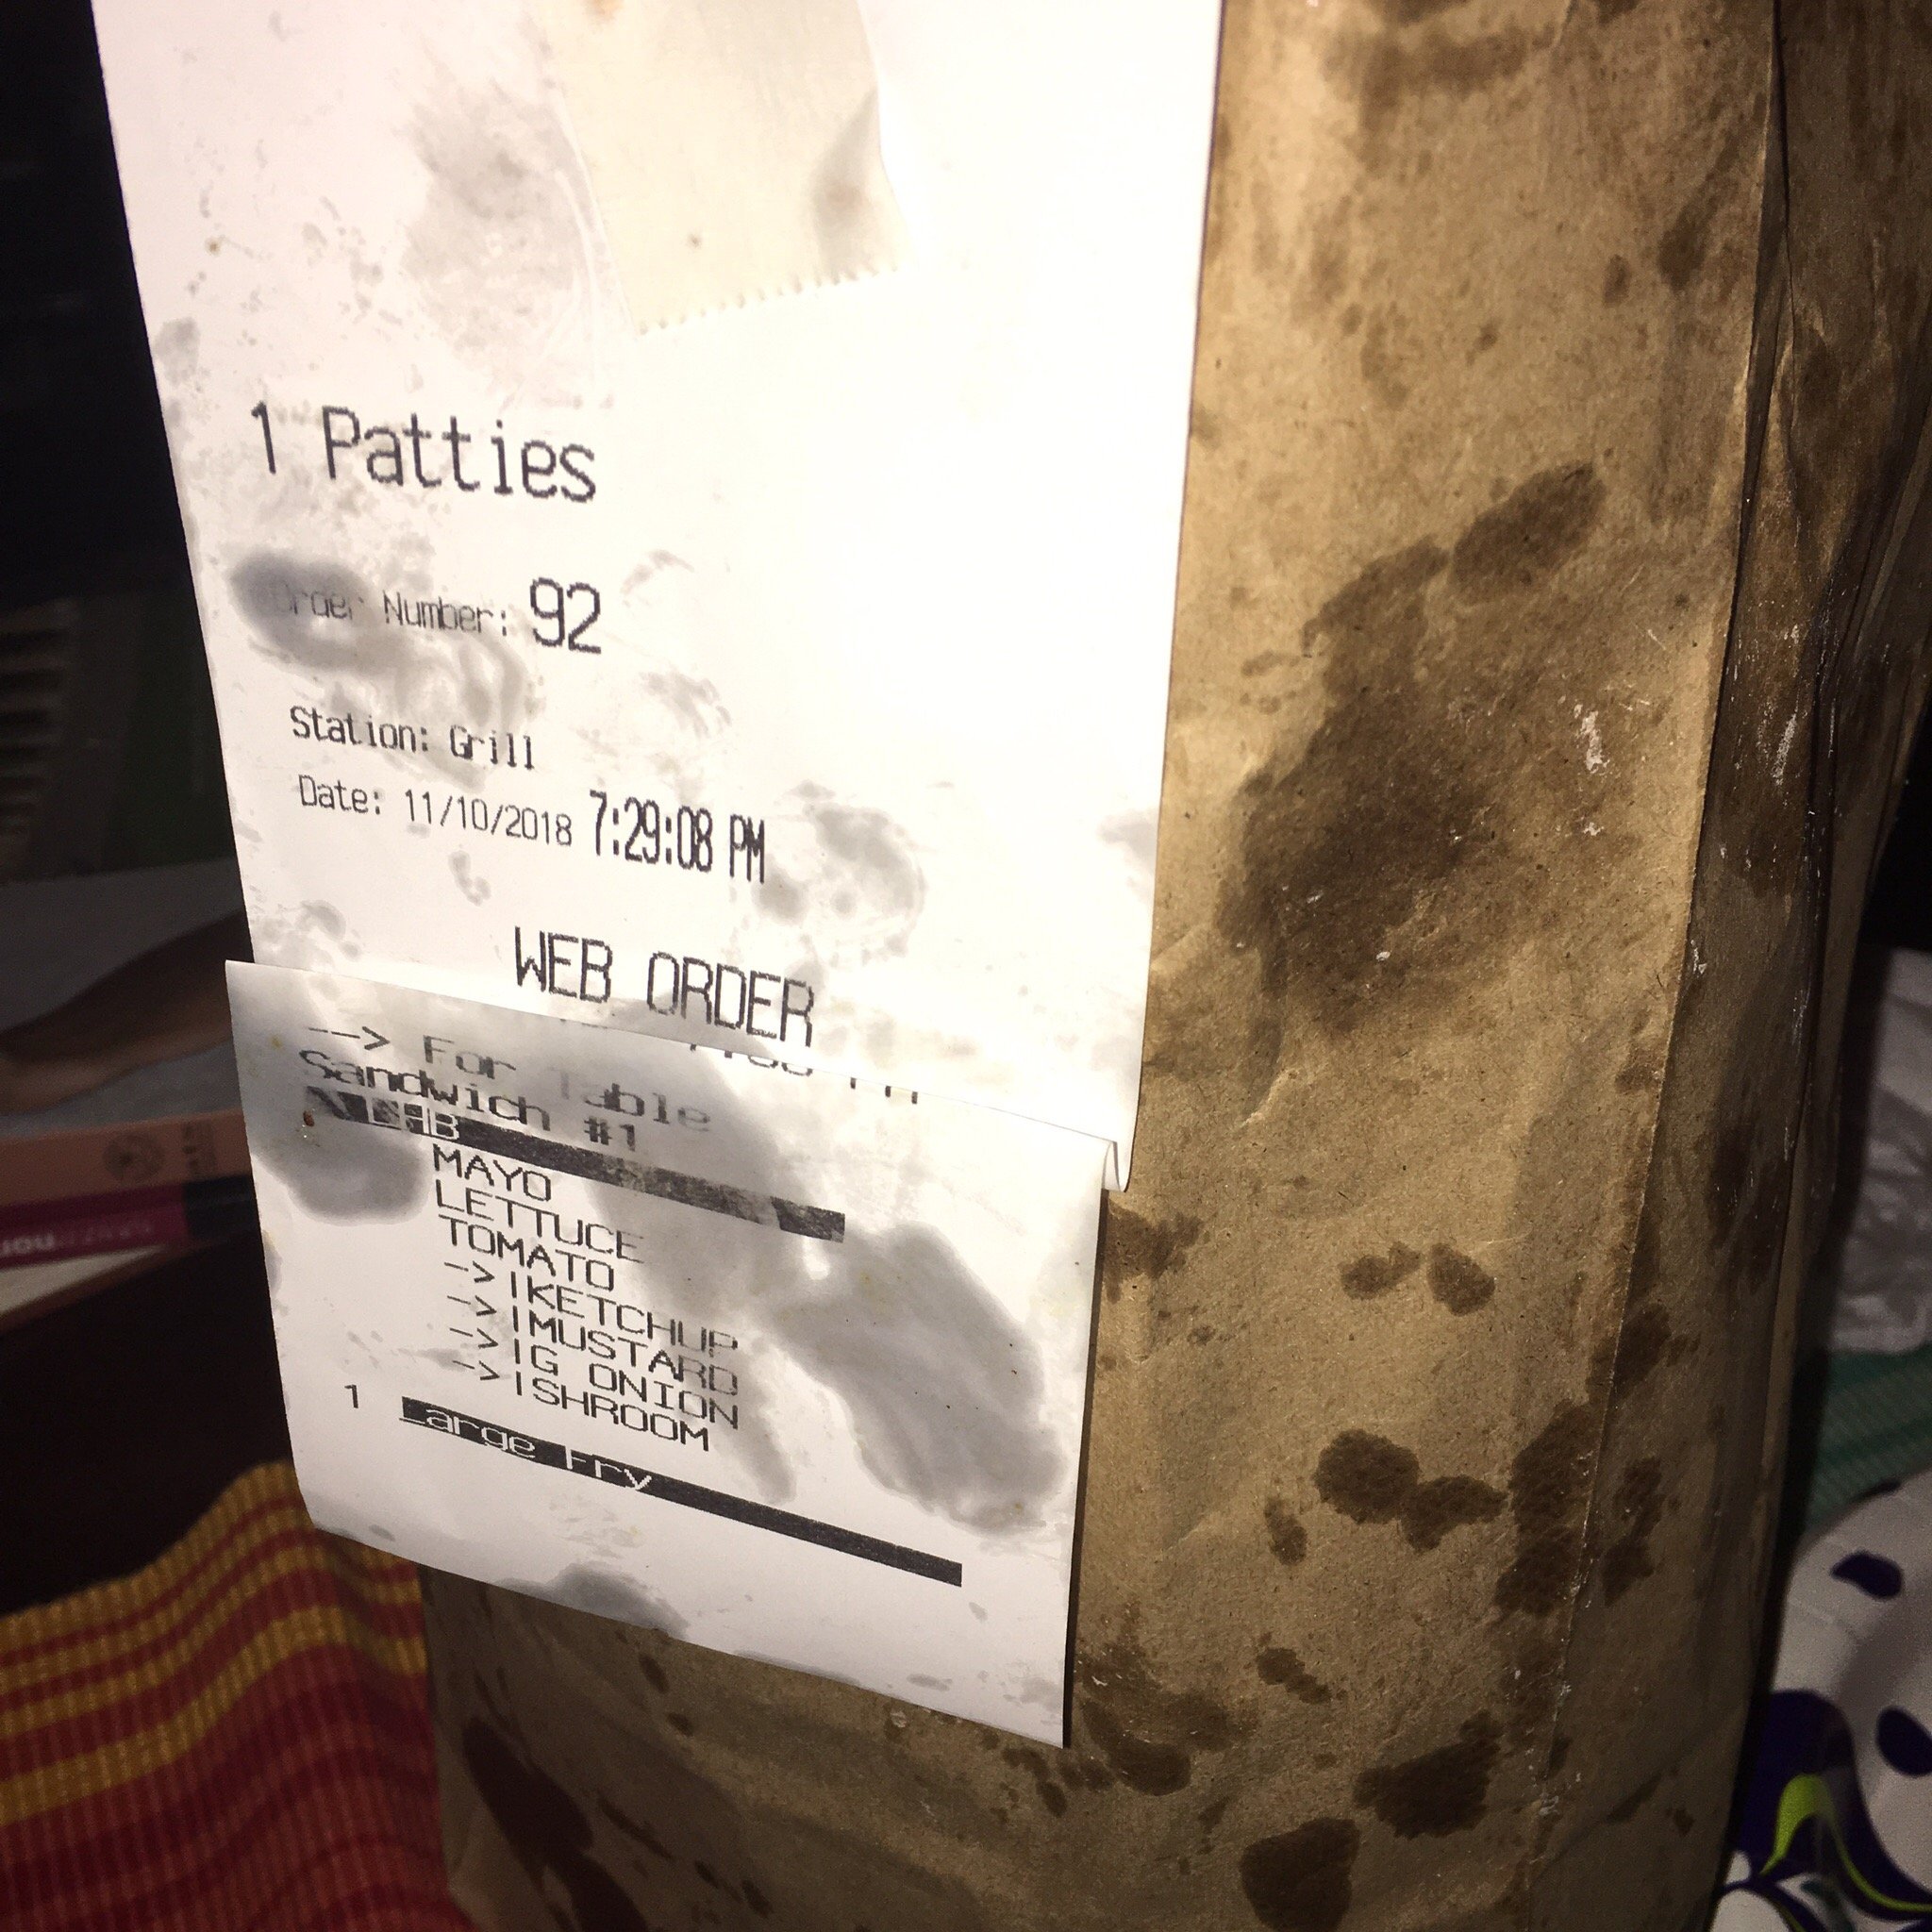 1 Patties
Order Number: 92
Station: Grill
Date: 11/10/2018 7:29:08 PM
WEB ORDER
--> For Table
Sandwich #1
MAYO
LETTUCE
TOMATO
-> |KETCHUP
-> |MUSTARD
-> |G ONION
-> |SHROOM
1 Large Fry